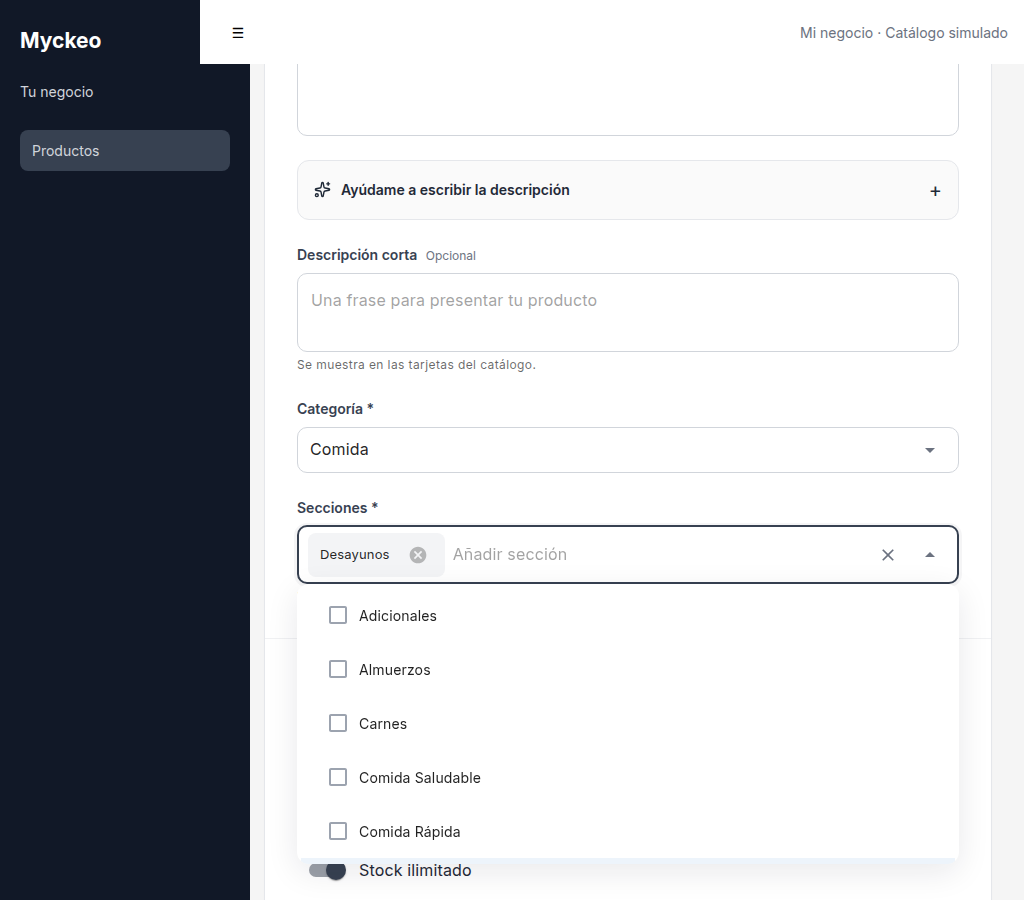 Myckeo
☰
Mi negocio · Catálogo simulado
Tu negocio
Productos
Ayúdame a escribir la descripción
+
Descripción corta Opcional
Una frase para presentar tu producto
Se muestra en las tarjetas del catálogo.
Categoría *
Comida
Secciones *
Desayunos
Añadir sección
Adicionales
Almuerzos
Carnes
Comida Saludable
Comida Rápida
Stock ilimitado